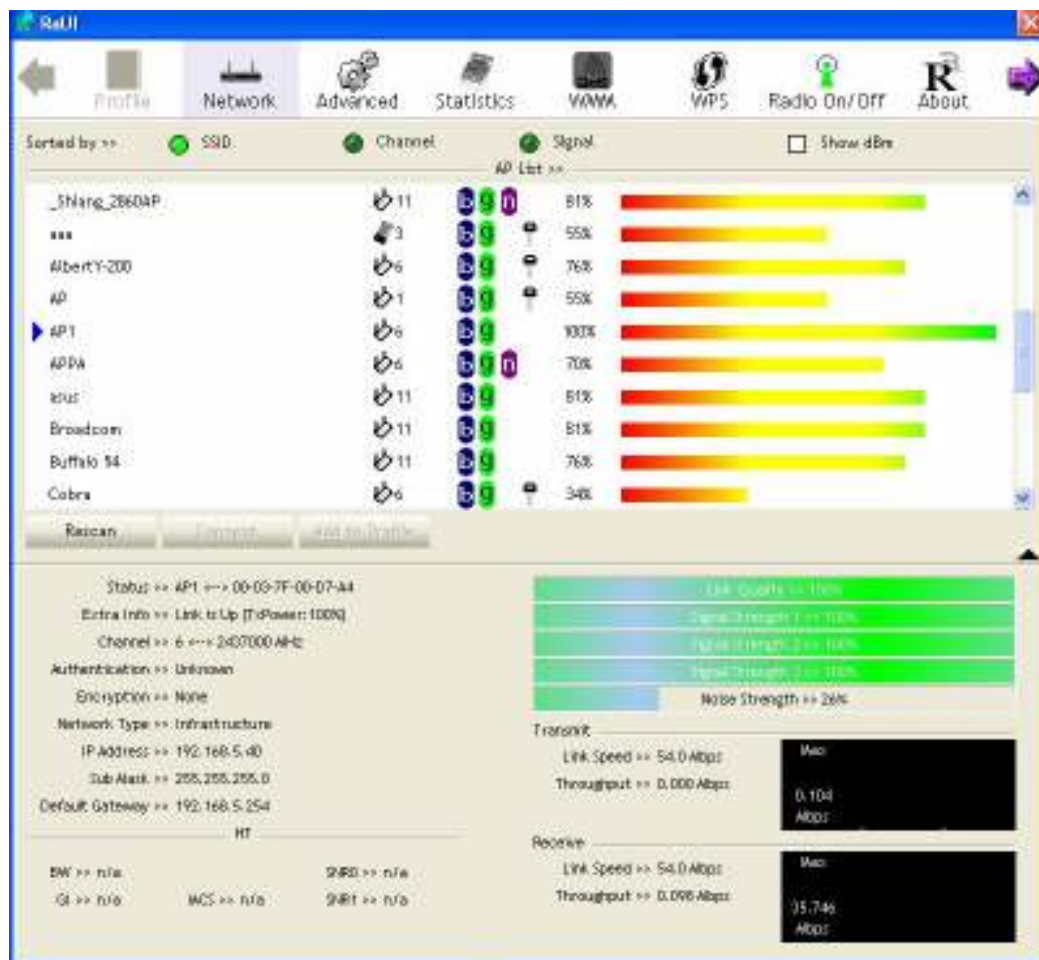 RaUI
Profile Network Advanced Statistics WMM WPS Radio On/Off About
Sorted by >> SSID Channel Signal Show dBm
AP List >>
_Shiang_2860AP 11 b g n 81%
aaa 3 b g 55%
AlbertY-200 6 b g 76%
AP 1 b g 55%
AP1 6 b g 100%
APPA 6 b g n 70%
asus 11 b g 81%
Broadcom 11 b g 81%
Buffalo 54 11 b g 76%
Cobra 6 b g 34%
Rescan Connect Add to Profile
Status >> AP1 <--> 00-03-7F-00-D7-A4
Extra Info >> Link is Up [TxPower:100%]
Channel >> 6 <--> 2437000 KHz
Authentication >> Unknown
Encryption >> None
Network Type >> Infrastructure
IP Address >> 192.168.5.40
Sub Mask >> 255.255.255.0
Default Gateway >> 192.168.5.254
HT
BW >> n/a SNR0 >> n/a
GI >> n/a MCS >> n/a SNR1 >> n/a
Link Quality >> 100%
Signal Strength 1 >> 100%
Signal Strength 2 >> 100%
Signal Strength 3 >> 100%
Noise Strength >> 26%
Transmit
Link Speed >> 54.0 Mbps
Throughput >> 0.000 Mbps
Max
0.104
Mbps
Receive
Link Speed >> 54.0 Mbps
Throughput >> 0.098 Mbps
Max
35.746
Mbps